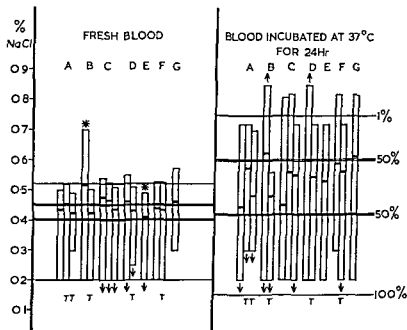 %
NaCl
0·9
0·8
0·7
0·6
0·5
0·4
0·3
0·2
0·1
FRESH BLOOD
A B C D E F G
*
*
TT T T T
BLOOD INCUBATED AT 37°C
FOR 24Hr
A B C D E F G
1%
50%
50%
100%
T T T T